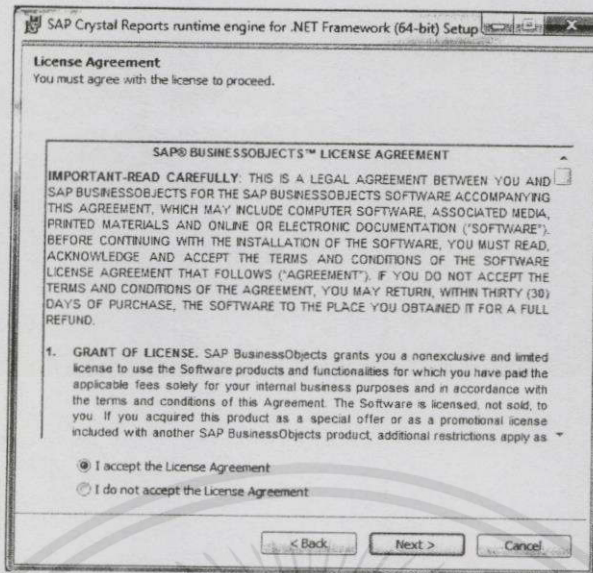 SAP Crystal Reports runtime engine for .NET Framework (64-bit) Setup
License Agreement
You must agree with the license to proceed.
SAP® BUSINESSOBJECTS™ LICENSE AGREEMENT
IMPORTANT-READ CAREFULLY: THIS IS A LEGAL AGREEMENT BETWEEN YOU AND
SAP BUSINESSOBJECTS FOR THE SAP BUSINESSOBJECTS SOFTWARE ACCOMPANYING
THIS AGREEMENT, WHICH MAY INCLUDE COMPUTER SOFTWARE, ASSOCIATED MEDIA,
PRINTED MATERIALS AND ONLINE OR ELECTRONIC DOCUMENTATION ("SOFTWARE").
BEFORE CONTINUING WITH THE INSTALLATION OF THE SOFTWARE, YOU MUST READ,
ACKNOWLEDGE AND ACCEPT THE TERMS AND CONDITIONS OF THE SOFTWARE
LICENSE AGREEMENT THAT FOLLOWS ("AGREEMENT"). IF YOU DO NOT ACCEPT THE
TERMS AND CONDITIONS OF THE AGREEMENT, YOU MAY RETURN, WITHIN THIRTY (30)
DAYS OF PURCHASE, THE SOFTWARE TO THE PLACE YOU OBTAINED IT FOR A FULL
REFUND.
1. GRANT OF LICENSE. SAP BusinessObjects grants you a nonexclusive and limited
license to use the Software products and functionalities for which you have paid the
applicable fees solely for your internal business purposes and in accordance with
the terms and conditions of this Agreement. The Software is licensed, not sold, to
you. If you acquired this product as a special offer or as a promotional license
included with another SAP BusinessObjects product, additional restrictions apply as
I accept the License Agreement
I do not accept the License Agreement
< Back Next > Cancel